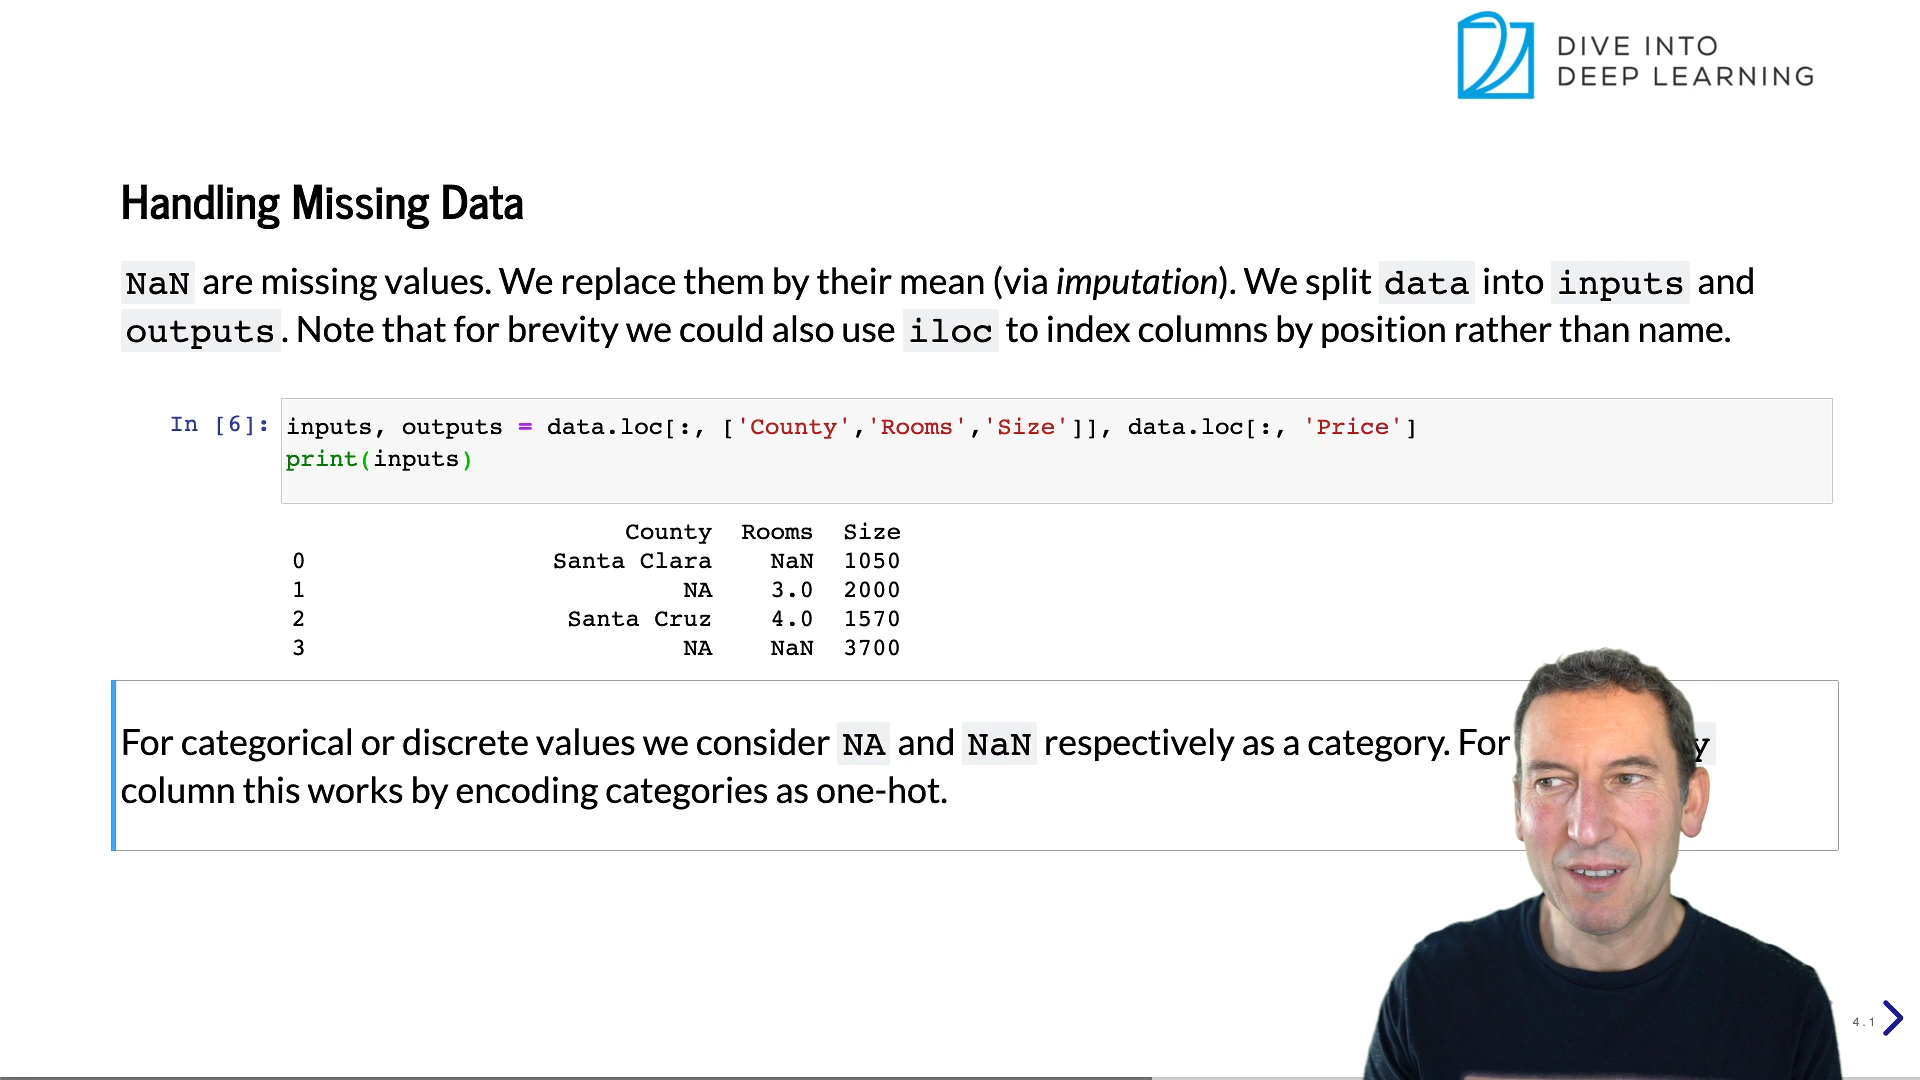 DIVE INTO
DEEP LEARNING
Handling Missing Data
NaN are missing values. We replace them by their mean (via imputation). We split data into inputs and
outputs. Note that for brevity we could also use iloc to index columns by position rather than name.
In [6]: inputs, outputs = data.loc[:, ['County','Rooms','Size']], data.loc[:, 'Price']
print(inputs)
County Rooms Size
0 Santa Clara NaN 1050
1 NA 3.0 2000
2 Santa Cruz 4.0 1570
3 NA NaN 3700
For categorical or discrete values we consider NA and NaN respectively as a category. For
column this works by encoding categories as one-hot.
4.1